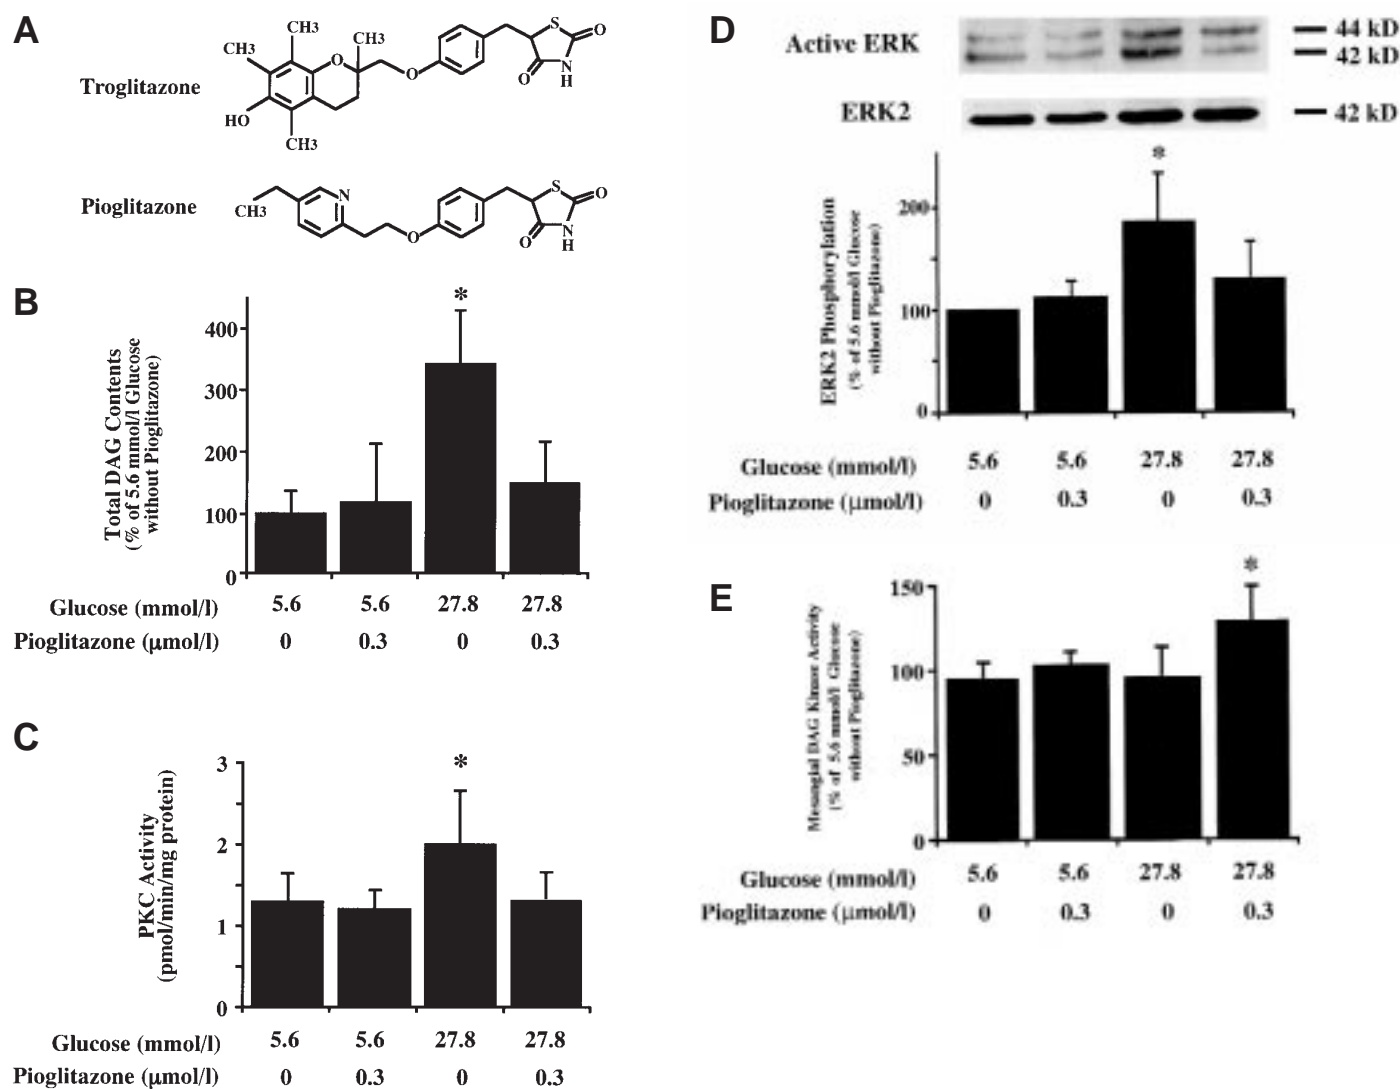 A
Troglitazone
CH3
CH3
CH3
HO
CH3
O
O
S
O
O
NH
Pioglitazone
CH3
N
O
S
O
O
N
H
B
Total DAG Contents
(% of 5.6 mmol/l Glucose
without Pioglitazone)
400
300
200
100
0
*
Glucose (mmol/l) 5.6 5.6 27.8 27.8
Pioglitazone (μmol/l) 0 0.3 0 0.3
C
PKC Activity
(pmol/min/mg protein)
3
2
1
0
*
Glucose (mmol/l) 5.6 5.6 27.8 27.8
Pioglitazone (μmol/l) 0 0.3 0 0.3
D
Active ERK
44 kD
42 kD
ERK2
42 kD
ERK2 Phosphorylation
(% of 5.6 mmol/l Glucose
without Pioglitazone)
200
100
0
*
Glucose (mmol/l) 5.6 5.6 27.8 27.8
Pioglitazone (μmol/l) 0 0.3 0 0.3
E
Mesangial DAG Kinase Activity
(% of 5.6 mmol/l Glucose
without Pioglitazone)
150
100
50
0
*
Glucose (mmol/l) 5.6 5.6 27.8 27.8
Pioglitazone (μmol/l) 0 0.3 0 0.3